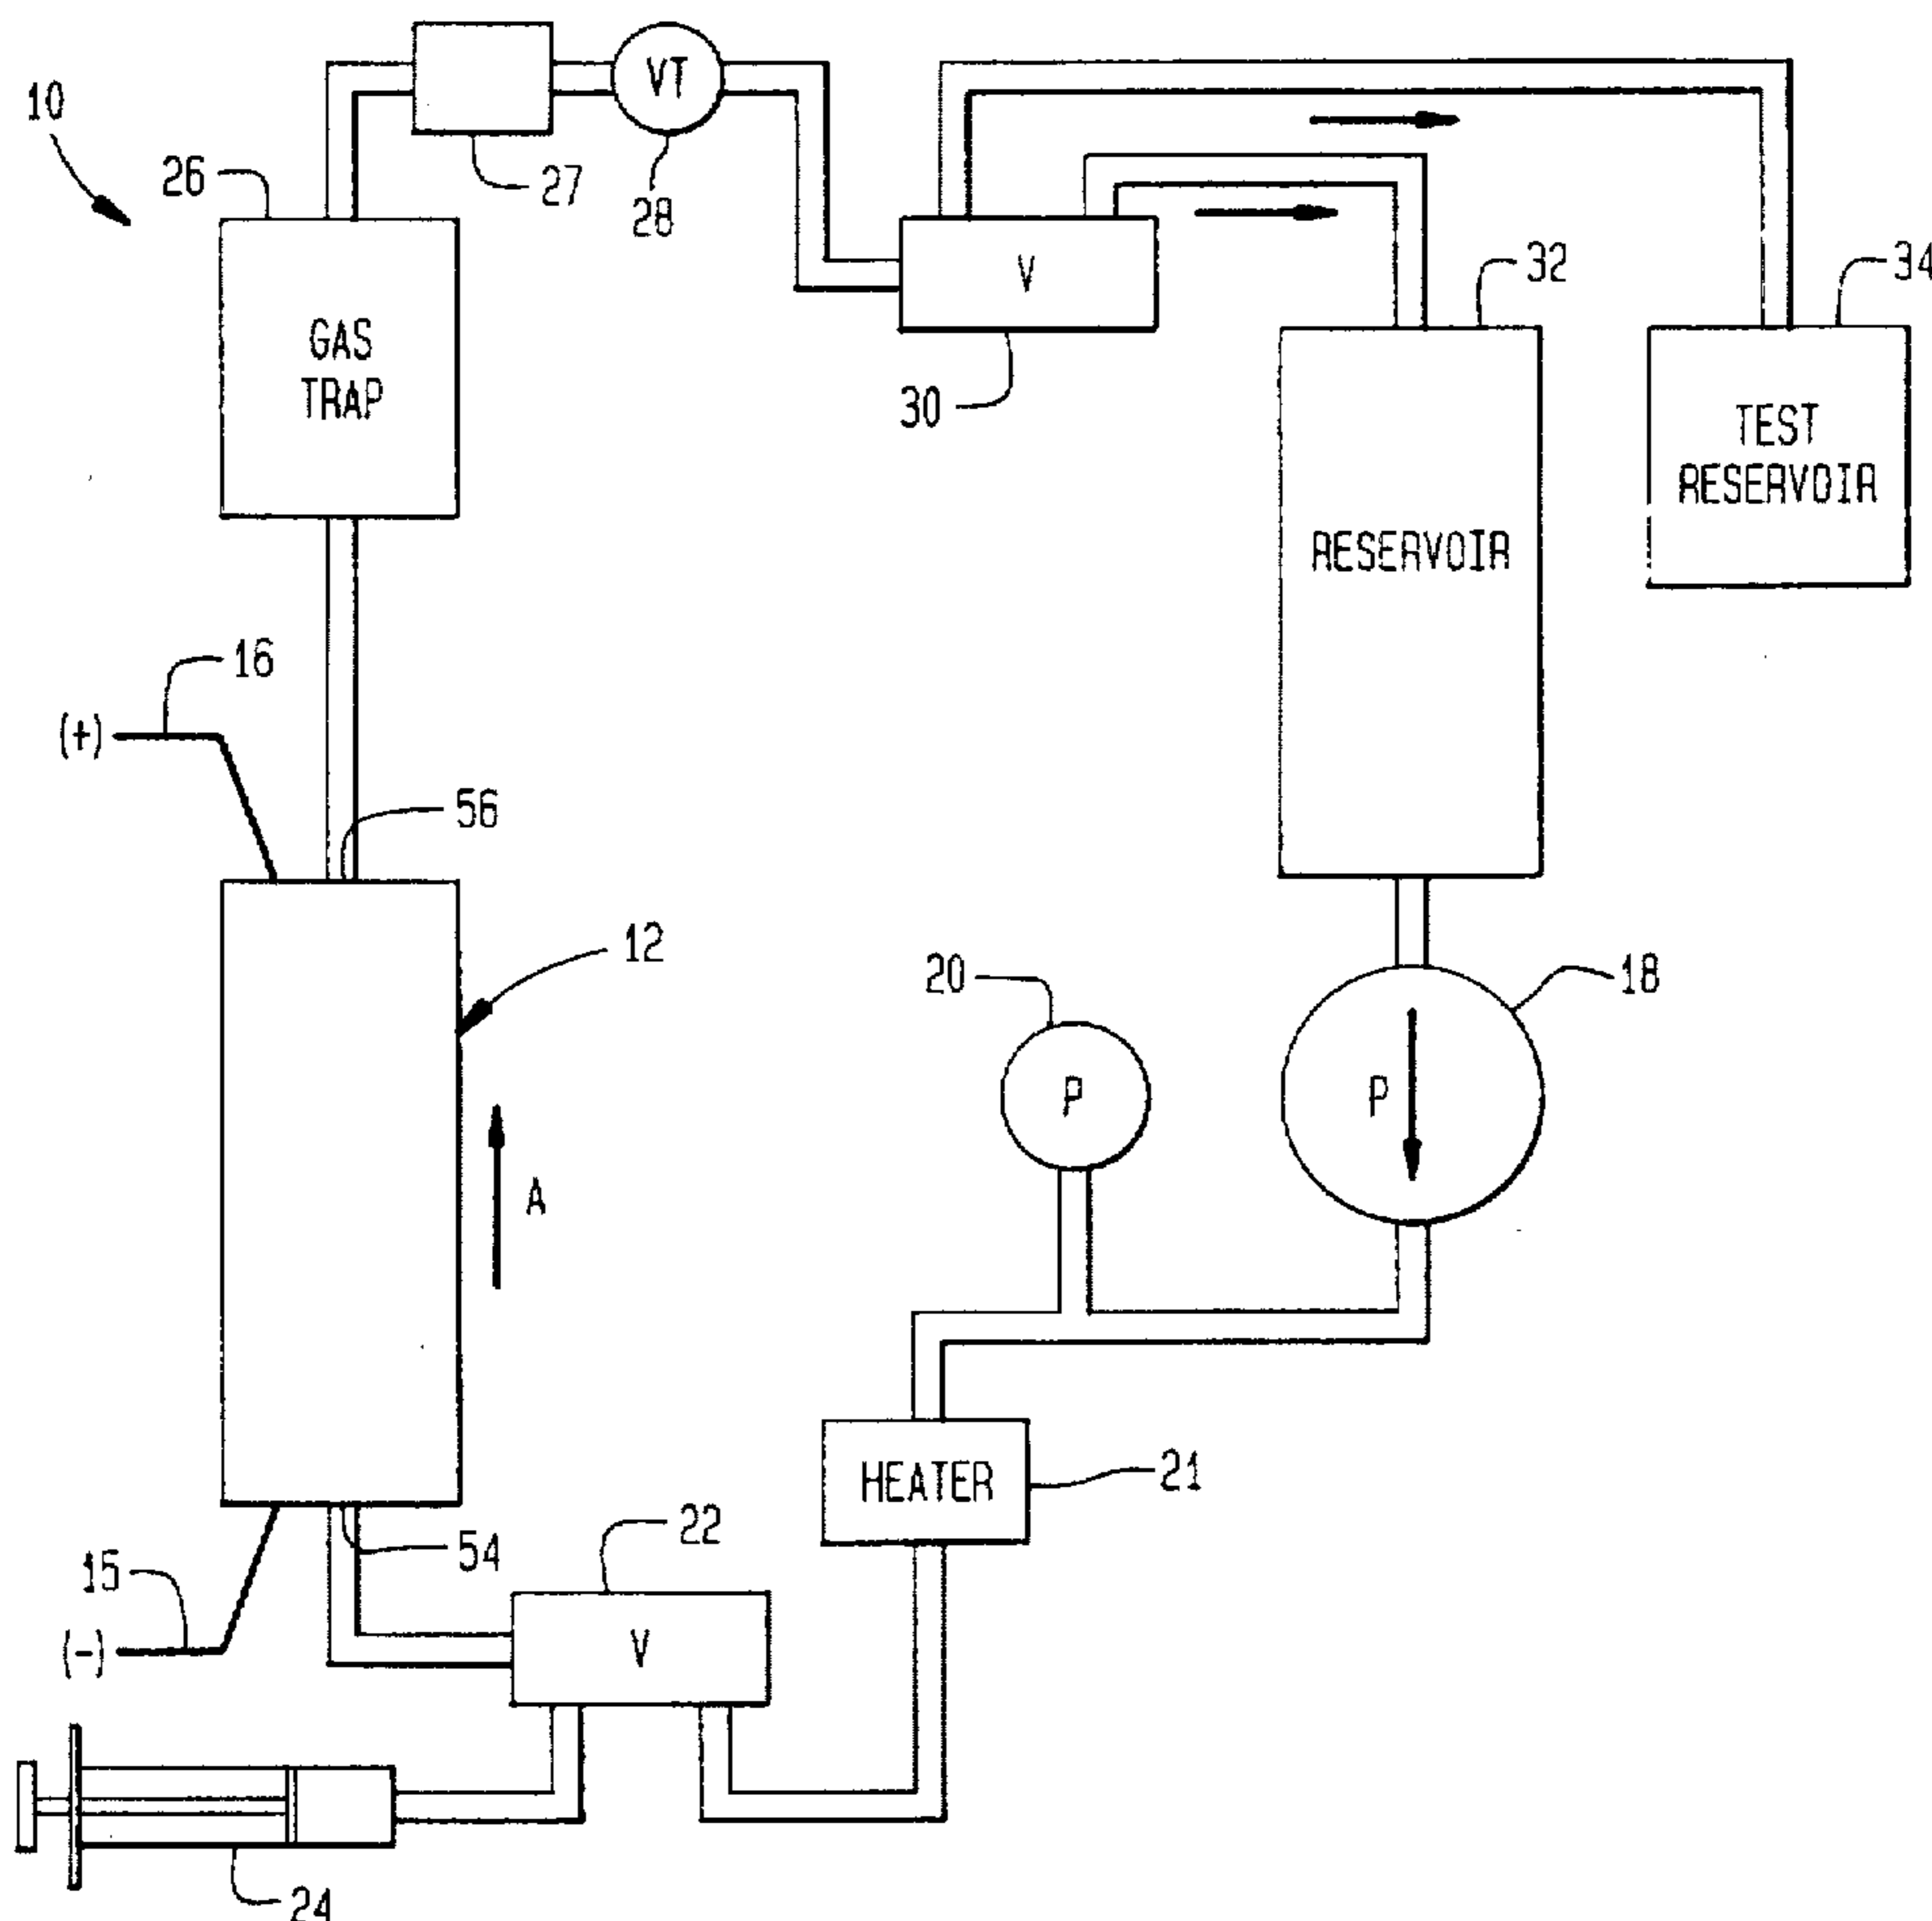 10
VT
27
28
26
GAS
TRAP
V
30
32
34
TEST
RESERVOIR
RESERVOIR
16
(+)
56
12
20
18
P
P
A
HEATER
21
22
54
15
(-)
V
24